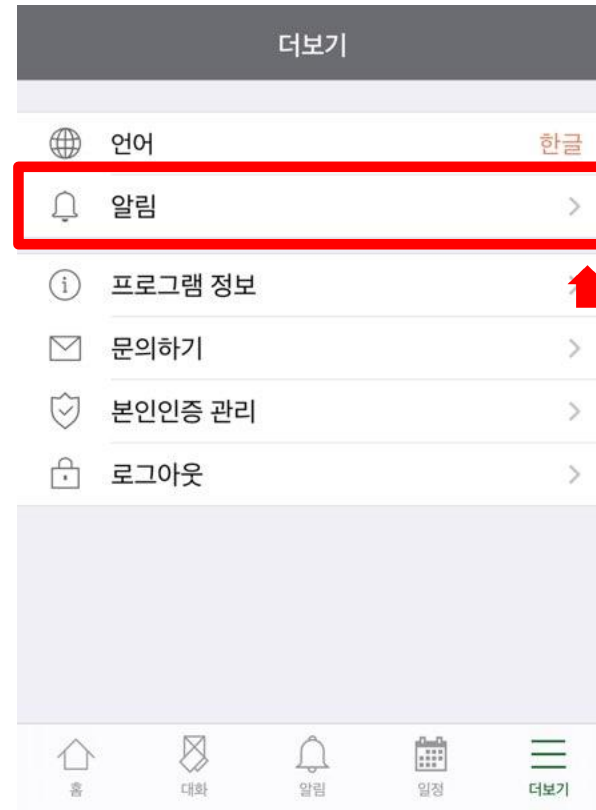 더보기
언어 한글
알림
프로그램 정보
문의하기
본인인증 관리
로그아웃
홈 대화 알림 일정 더보기